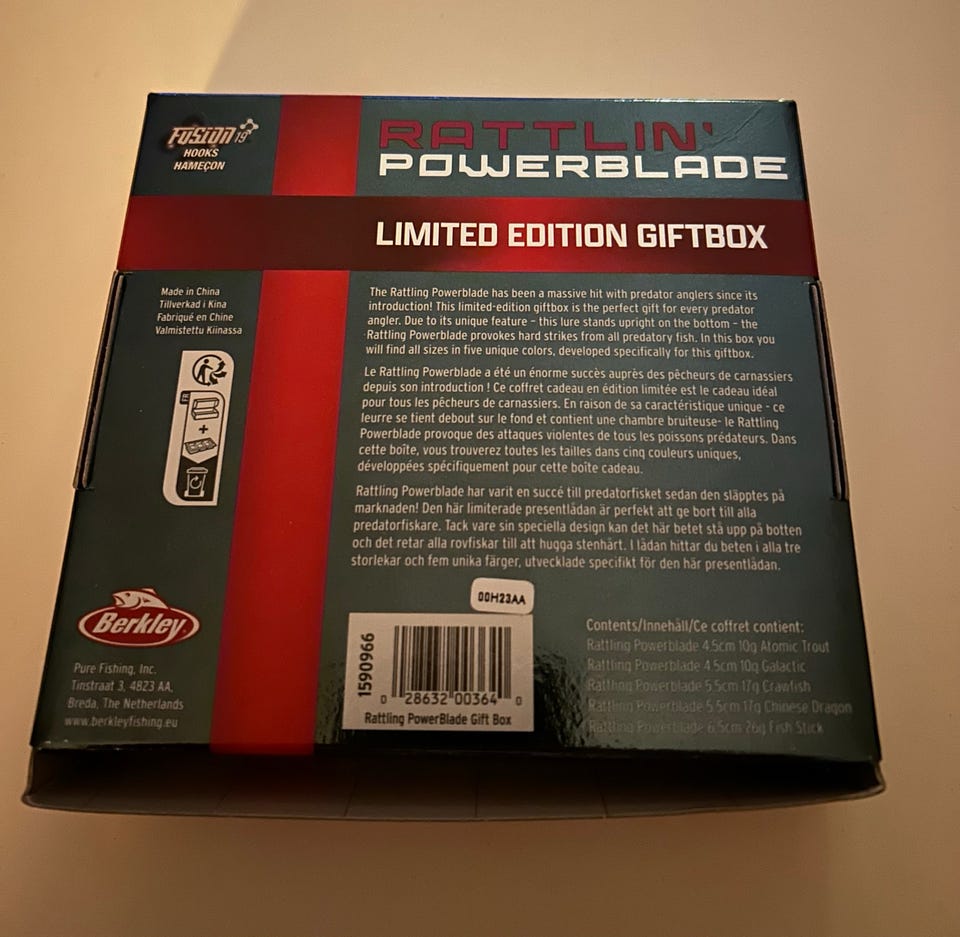 Fusion 19
HOOKS
HAMEÇON
RATTLIN'
POWERBLADE
LIMITED EDITION GIFTBOX
Made in China
Tillverkad i Kina
Fabriqué en Chine
Valmistettu Kiinassa
The Rattling Powerblade has been a massive hit with predator anglers since its
introduction! This limited-edition giftbox is the perfect gift for every predator
angler. Due to its unique feature – this lure stands upright on the bottom – the
Rattling Powerblade provokes hard strikes from all predatory fish. In this box you
will find all sizes in five unique colors, developed specifically for this giftbox.
Le Rattling Powerblade a été un énorme succès auprès des pêcheurs de carnassiers
depuis son introduction ! Ce coffret cadeau en édition limitée est le cadeau idéal
pour tous les pêcheurs de carnassiers. En raison de sa caractéristique unique - ce
leurre se tient debout sur le fond et contient une chambre bruiteuse- le Rattling
Powerblade provoque des attaques violentes de tous les poissons prédateurs. Dans
cette boîte, vous trouverez toutes les tailles dans cinq couleurs uniques,
développées spécifiquement pour cette boîte cadeau.
Rattling Powerblade har varit en succé till predatorfisket sedan den släpptes på
marknaden! Den här limiterade presentlådan är perfekt att ge bort till alla
predatorfiskare. Tack vare sin speciella design kan det här betet stå upp på botten
och det retar alla rovfiskar till att hugga stenhårt. I lådan hittar du beten i alla tre
storlekar och fem unika färger, utvecklade specifikt för den här presentlådan.
Berkley
Pure Fishing, Inc.
Tinstraat 3, 4823 AA,
Breda, The Netherlands
www.berkleyfishing.eu
00H23AA
1590966
0 28632 00364 0
Rattling PowerBlade Gift Box
Contents/Innehåll/Ce coffret contient:
Rattling Powerblade 4.5cm 10g Atomic Trout
Rattling Powerblade 4.5cm 10g Galactic
Rattling Powerblade 5.5cm 17g Crawfish
Rattling Powerblade 5.5cm 17g Chinese Dragon
Rattling Powerblade 6.5cm 26g Fish Stick